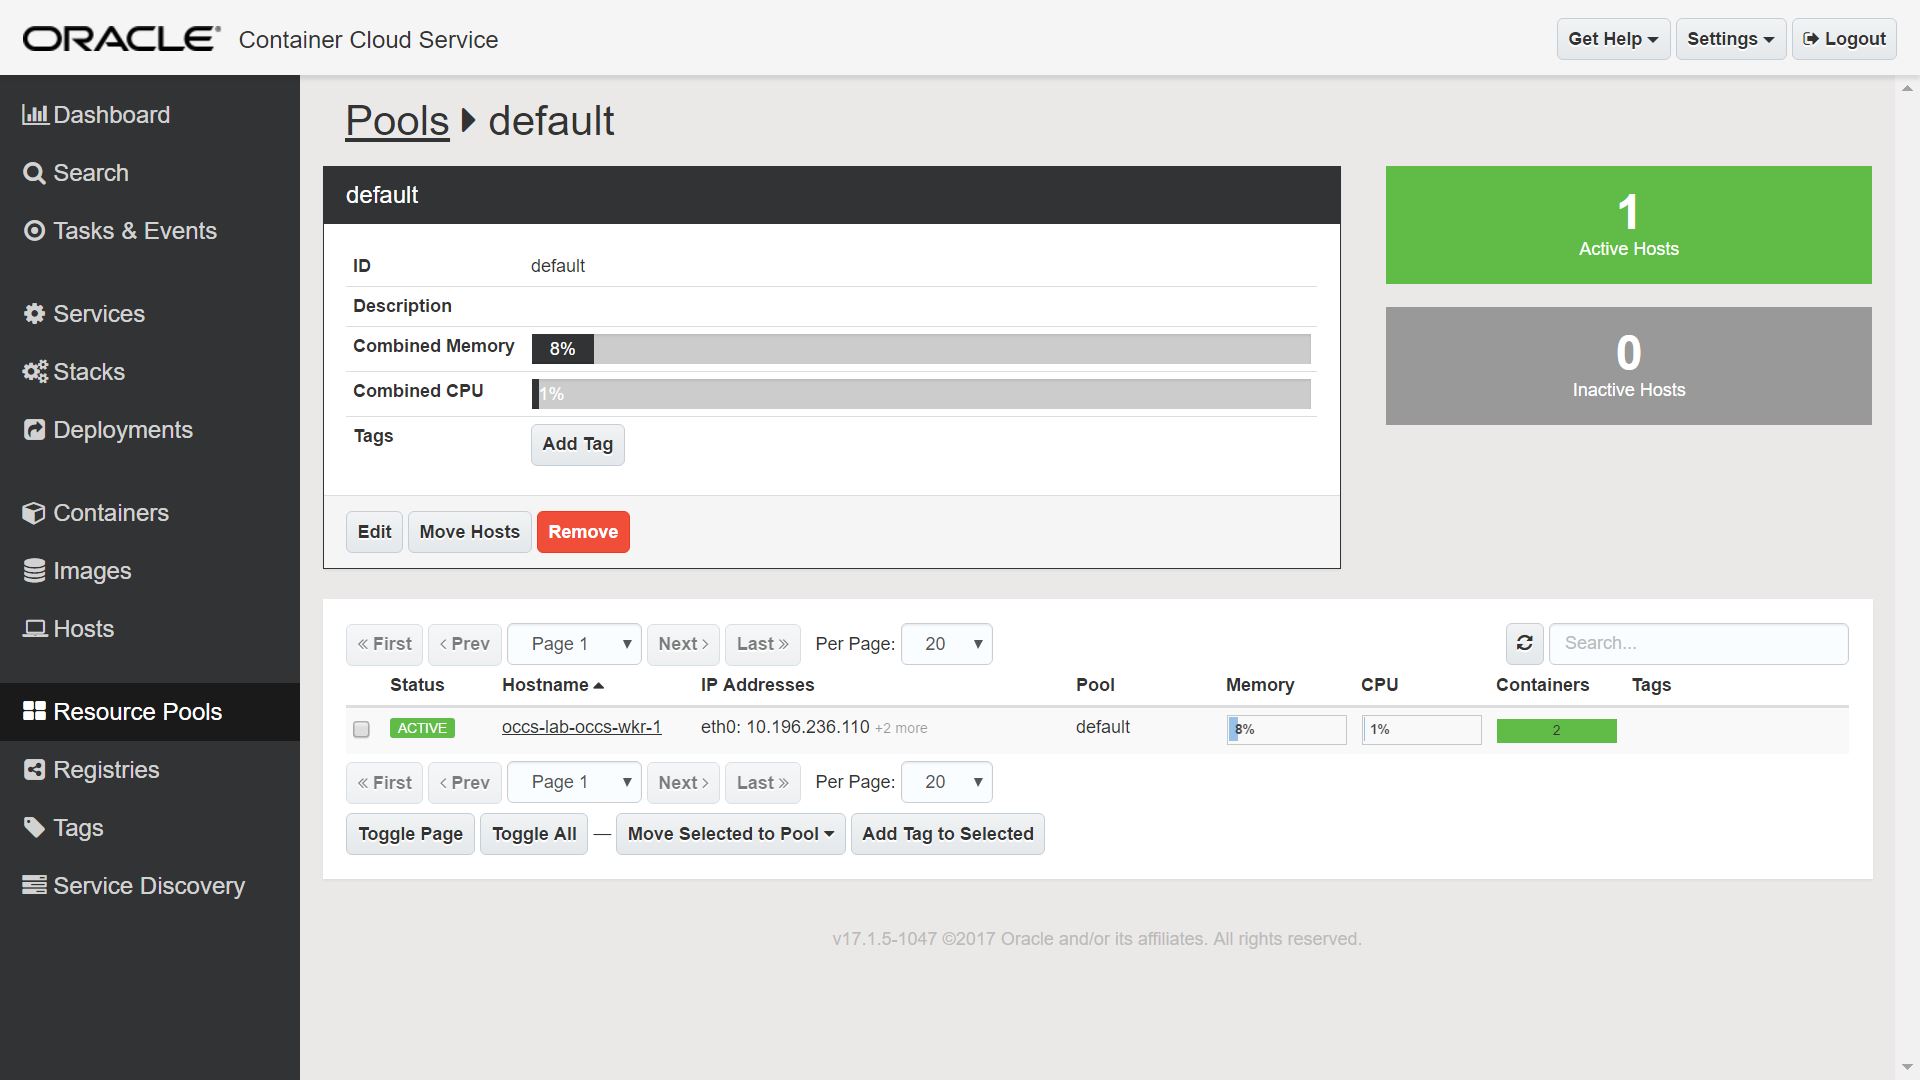 ORACLE® Container Cloud Service
Get Help Settings Logout
Dashboard
Search
Tasks & Events
Services
Stacks
Deployments
Containers
Images
Hosts
Resource Pools
Registries
Tags
Service Discovery
Pools default
default
ID default
Description
Combined Memory 8%
Combined CPU 1%
Tags Add Tag
Edit Move Hosts Remove
1
Active Hosts
0
Inactive Hosts
« First ‹ Prev Page 1 Next › Last » Per Page: 20 Search...
Status Hostname IP Addresses Pool Memory CPU Containers Tags
ACTIVE occs-lab-occs-wkr-1 eth0: 10.196.236.110 +2 more default 8% 1% 2
« First ‹ Prev Page 1 Next › Last » Per Page: 20
Toggle Page Toggle All — Move Selected to Pool Add Tag to Selected
v17.1.5-1047 ©2017 Oracle and/or its affiliates. All rights reserved.